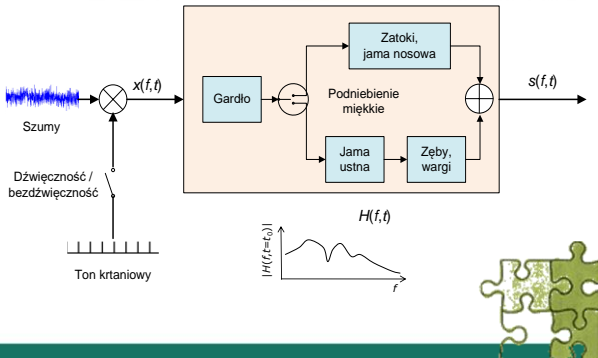 Szumy
x(f,t)
Dźwięczność /
bezdźwięczność
Ton krtaniowy
Gardło
Podniebienie
miękkie
Zatoki,
jama nosowa
Jama
ustna
Zęby,
wargi
s(f,t)
H(f,t)
|H(f,t=t₀)|
f